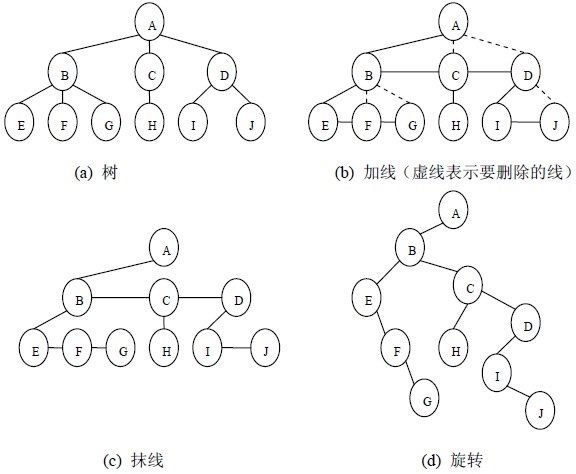 A A
B C D B C D
E F G H I J E F G H I J
(a) 树 (b) 加线（虚线表示要删除的线）
A
A
B
B C D E C
D
E F G H I J F H
I
G J
(c) 抹线 (d) 旋转